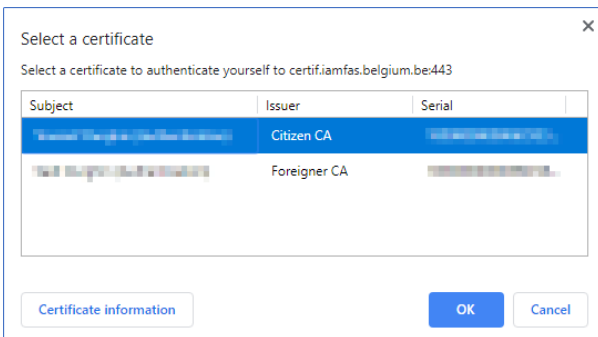 Select a certificate
Select a certificate to authenticate yourself to certif.iamfas.belgium.be:443
Subject Issuer Serial
Citizen CA
Foreigner CA
Certificate information OK Cancel